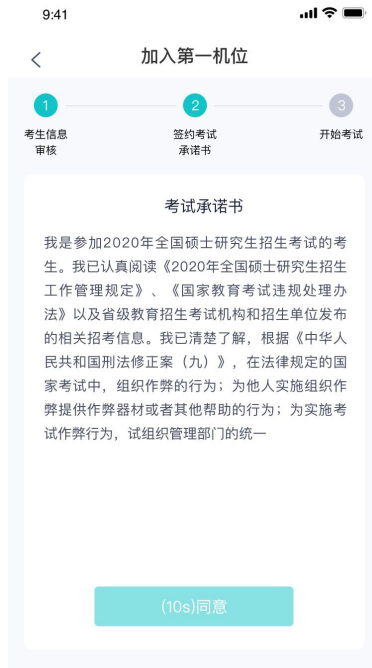 9:41
加入第一机位
1
2
3
考生信息
审核
签约考试
承诺书
开始考试
考试承诺书
我是参加2020年全国硕士研究生招生考试的考
生。我已认真阅读《2020年全国硕士研究生招生
工作管理规定》、《国家教育考试违规处理办
法》以及省级教育招生考试机构和招生单位发布
的相关招考信息。我已清楚了解，根据《中华人
民共和国刑法修正案（九）》，在法律规定的国
家考试中，组织作弊的行为；为他人实施组织作
弊提供作弊器材或者其他帮助的行为；为实施考
试作弊行为，试组织管理部门的统一
(10s)同意